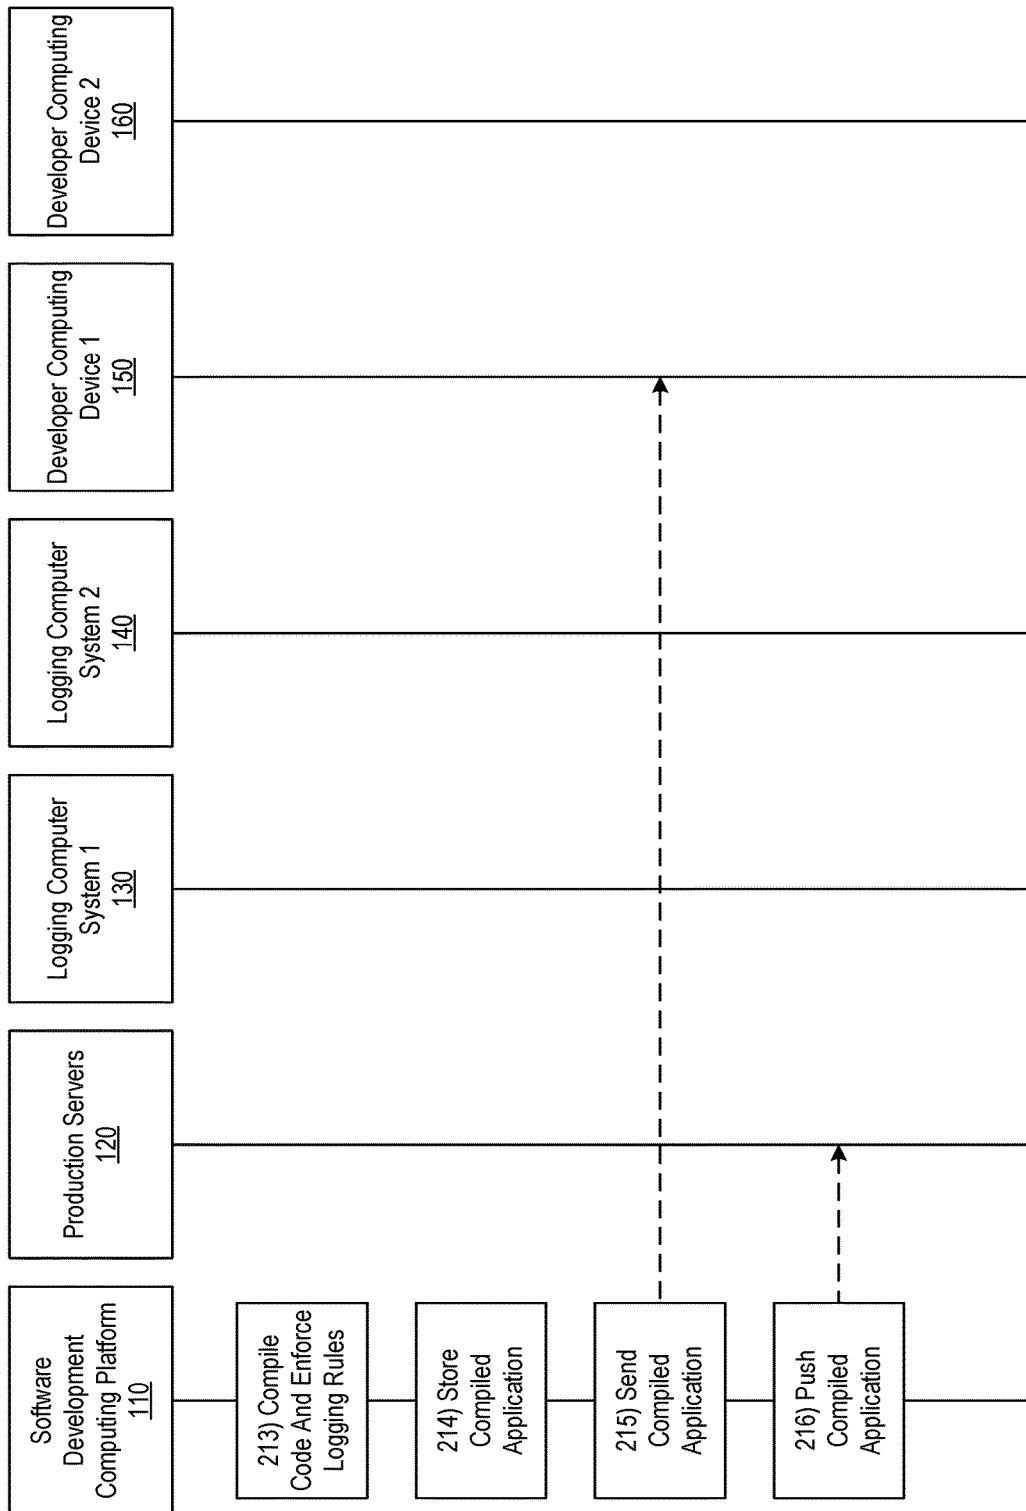 Software
Development
Computing Platform
110
Production Servers
120
Logging Computer
System 1
130
Logging Computer
System 2
140
Developer Computing
Device 1
150
Developer Computing
Device 2
160
213) Compile
Code And Enforce
Logging Rules
214) Store
Compiled
Application
215) Send
Compiled
Application
216) Push
Compiled
Application